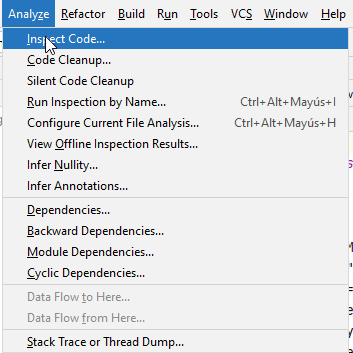 Analyze Refactor Build Run Tools VCS Window Help
Inspect Code...
Code Cleanup...
Silent Code Cleanup
Run Inspection by Name... Ctrl+Alt+Mayús+I
Configure Current File Analysis... Ctrl+Alt+Mayús+H
View Offline Inspection Results...
Infer Nullity...
Infer Annotations...
Dependencies...
Backward Dependencies...
Module Dependencies...
Cyclic Dependencies...
Data Flow to Here...
Data Flow from Here...
Stack Trace or Thread Dump...